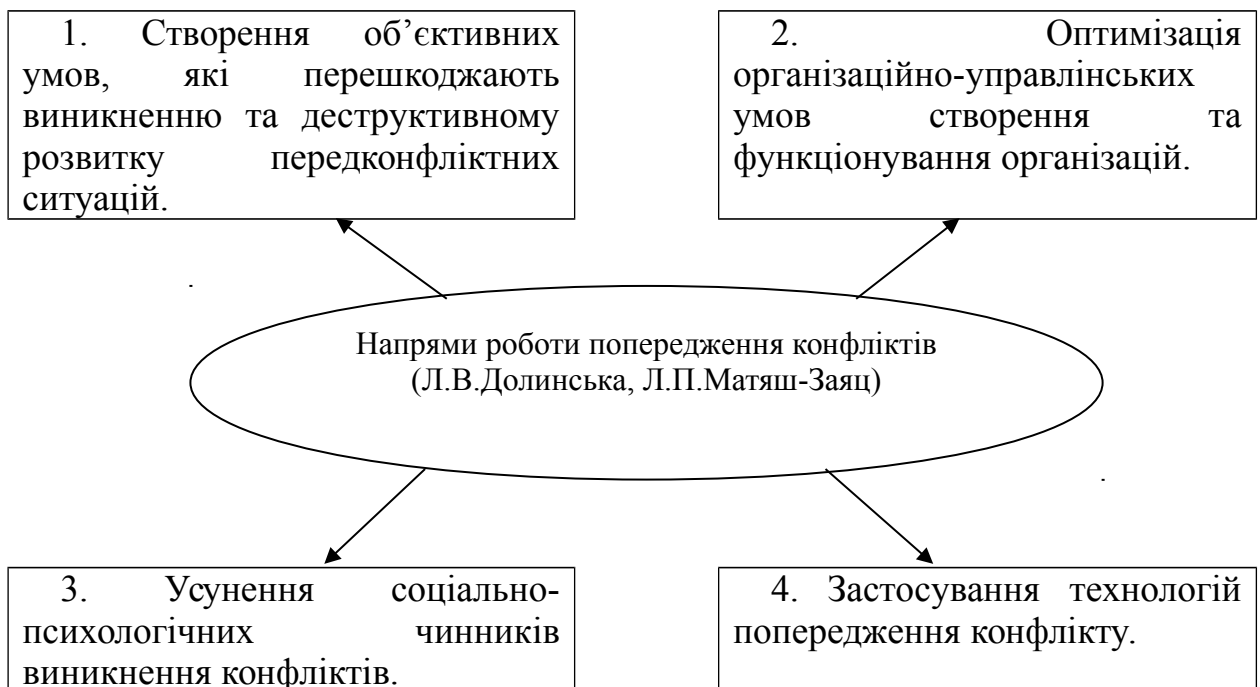 1. Створення об’єктивних
умов, які перешкоджають
виникненню та деструктивному
розвитку передконфліктних
ситуацій.
2. Оптимізація
організаційно-управлінських
умов створення та
функціонування організацій.
Напрями роботи попередження конфліктів
(Л.В.Долинська, Л.П.Матяш-Заяц)
3. Усунення соціально-
психологічних чинників
виникнення конфліктів.
4. Застосування технологій
попередження конфлікту.